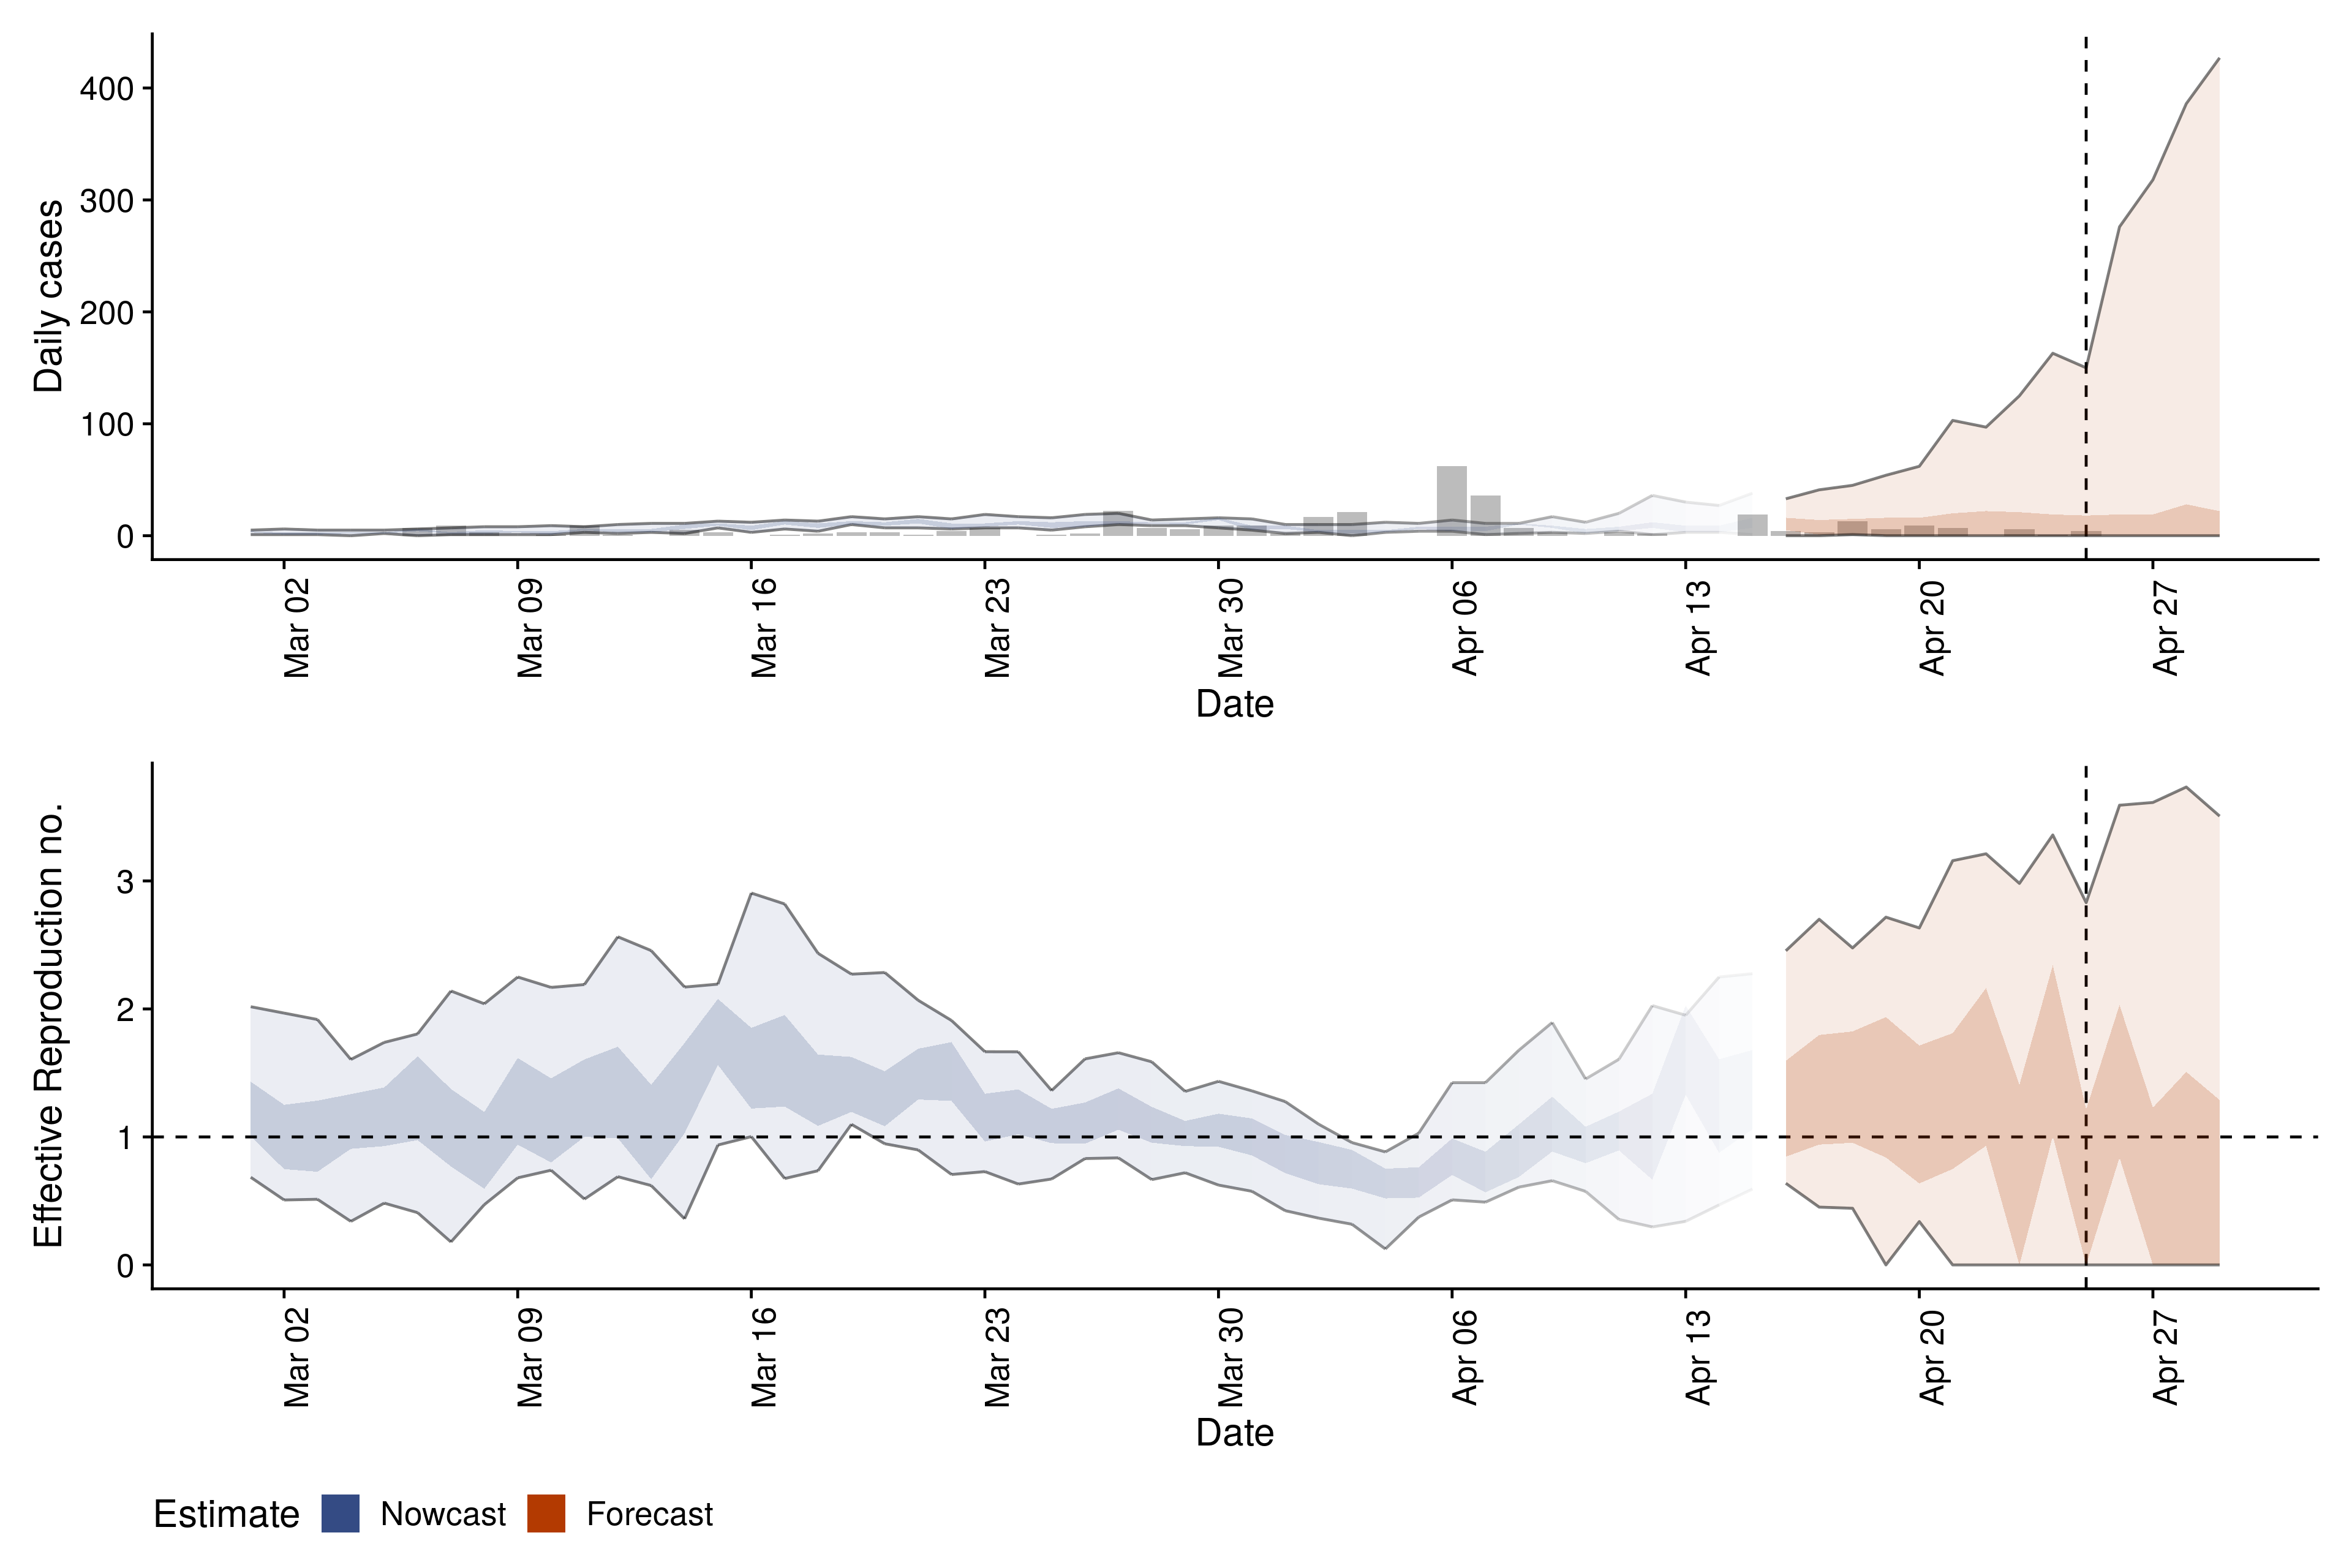 Daily cases
400
300
200
100
0
Mar 02
Mar 09
Mar 16
Mar 23
Mar 30
Apr 06
Apr 13
Apr 20
Apr 27
Date
Effective Reproduction no.
3
2
1
0
Mar 02
Mar 09
Mar 16
Mar 23
Mar 30
Apr 06
Apr 13
Apr 20
Apr 27
Date
Estimate Nowcast Forecast